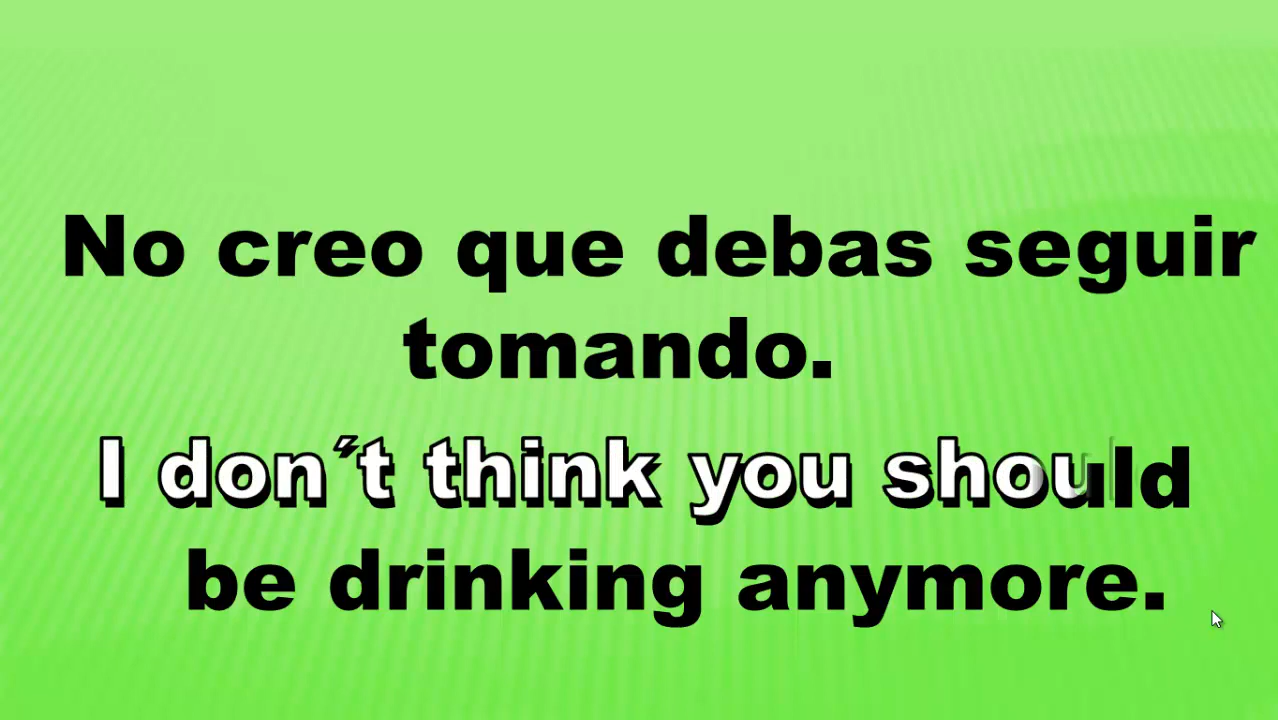 No creo que debas seguir
tomando.
I don´t think you should
be drinking anymore.